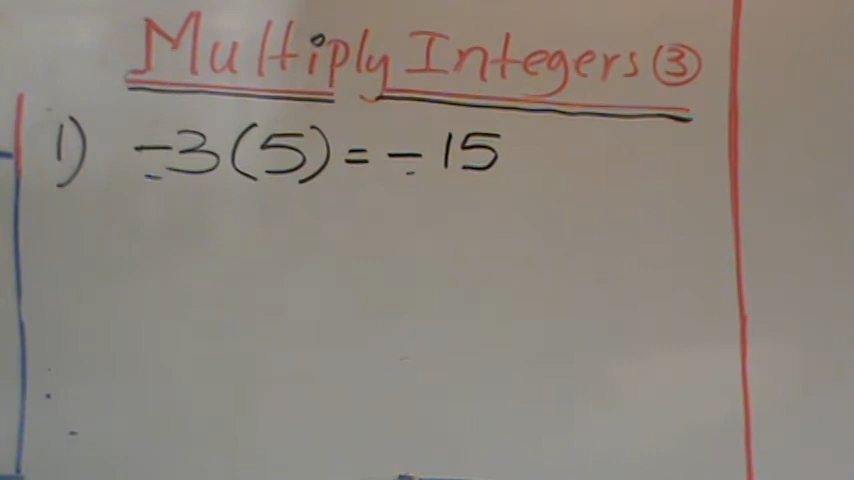 Multiply Integers ③
1) -3(5) = -15